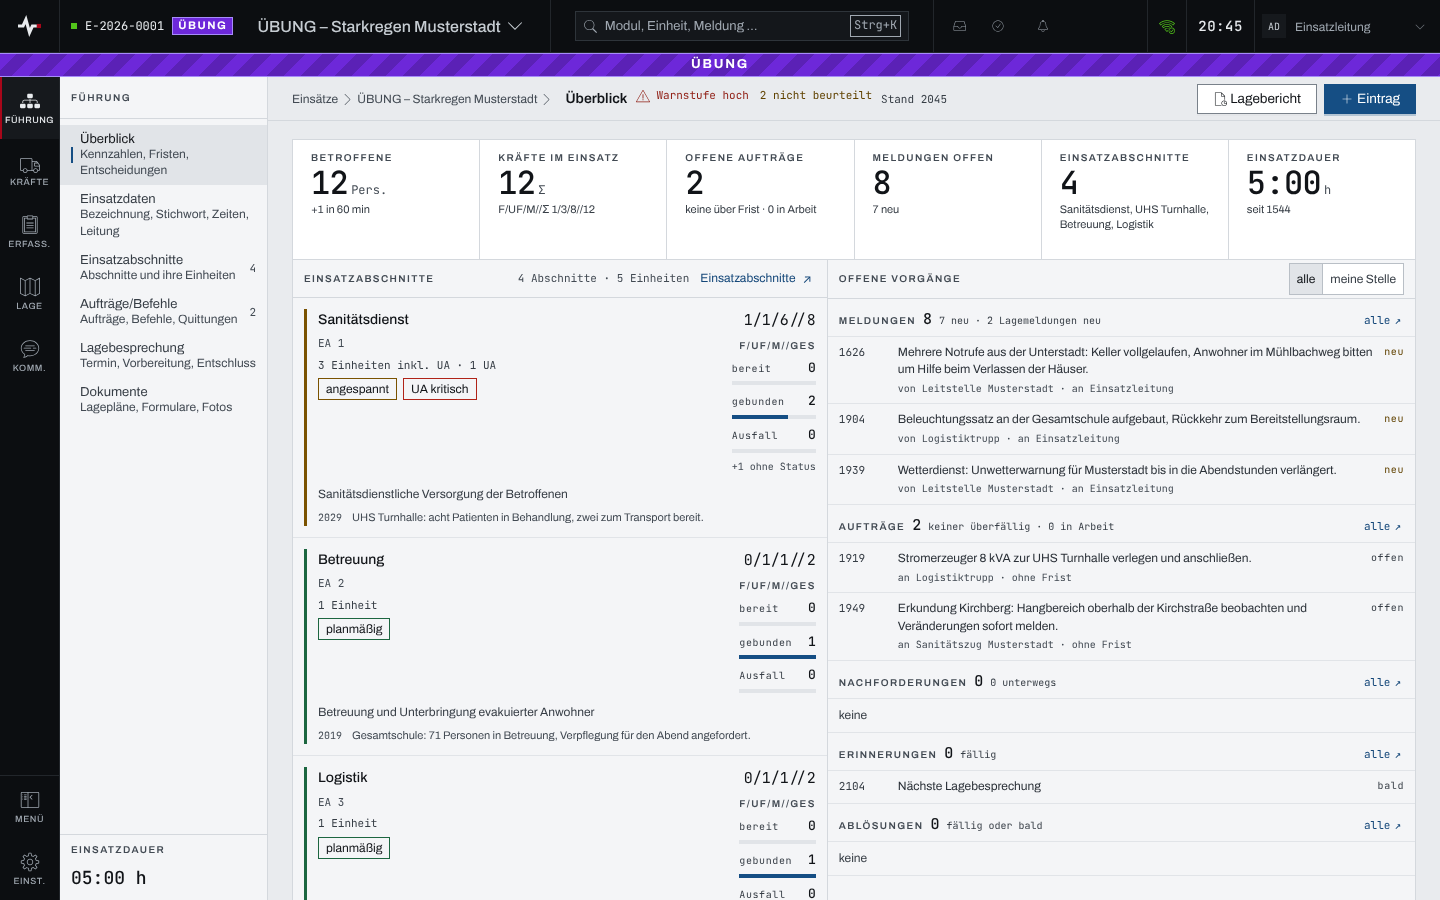 E-2026-0001 ÜBUNG ÜBUNG – Starkregen Musterstadt
Modul, Einheit, Meldung ... Strg+K
20:45 AD Einsatzleitung
ÜBUNG
FÜHRUNG
KRÄFTE
ERFASS.
LAGE
KOMM.
MENÜ
EINST.
FÜHRUNG
Überblick
Kennzahlen, Fristen,
Entscheidungen
Einsatzdaten
Bezeichnung, Stichwort, Zeiten,
Leitung
Einsatzabschnitte
Abschnitte und ihre Einheiten 4
Aufträge/Befehle
Aufträge, Befehle, Quittungen 2
Lagebesprechung
Termin, Vorbereitung, Entschluss
Dokumente
Lagepläne, Formulare, Fotos
EINSATZDAUER
05:00 h
Einsätze ÜBUNG – Starkregen Musterstadt Überblick Warnstufe hoch 2 nicht beurteilt Stand 2045
Lagebericht
+ Eintrag
BETROFFENE
12 Pers.
+1 in 60 min
KRÄFTE IM EINSATZ
12 Σ
F/UF/M//Σ 1/3/8//12
OFFENE AUFTRÄGE
2
keine über Frist · 0 in Arbeit
MELDUNGEN OFFEN
8
7 neu
EINSATZABSCHNITTE
4
Sanitätsdienst, UHS Turnhalle,
Betreuung, Logistik
EINSATZDAUER
5:00 h
seit 1544
EINSATZABSCHNITTE 4 Abschnitte · 5 Einheiten Einsatzabschnitte ↗
Sanitätsdienst 1/1/6//8
EA 1 F/UF/M//GES
3 Einheiten inkl. UA · 1 UA
angespannt UA kritisch
bereit 0
gebunden 2
Ausfall 0
+1 ohne Status
Sanitätsdienstliche Versorgung der Betroffenen
2029 UHS Turnhalle: acht Patienten in Behandlung, zwei zum Transport bereit.
Betreuung 0/1/1//2
EA 2 F/UF/M//GES
1 Einheit
planmäßig
bereit 0
gebunden 1
Ausfall 0
Betreuung und Unterbringung evakuierter Anwohner
2019 Gesamtschule: 71 Personen in Betreuung, Verpflegung für den Abend angefordert.
Logistik 0/1/1//2
EA 3 F/UF/M//GES
1 Einheit
planmäßig
bereit 0
gebunden 1
Ausfall 0
OFFENE VORGÄNGE alle meine Stelle
MELDUNGEN 8 7 neu · 2 Lagemeldungen neu alle ↗
1626 Mehrere Notrufe aus der Unterstadt: Keller vollgelaufen, Anwohner im Mühlbachweg bitten neu
um Hilfe beim Verlassen der Häuser.
von Leitstelle Musterstadt · an Einsatzleitung
1904 Beleuchtungssatz an der Gesamtschule aufgebaut, Rückkehr zum Bereitstellungsraum. neu
von Logistiktrupp · an Einsatzleitung
1939 Wetterdienst: Unwetterwarnung für Musterstadt bis in die Abendstunden verlängert. neu
von Leitstelle Musterstadt · an Einsatzleitung
AUFTRÄGE 2 keiner überfällig · 0 in Arbeit alle ↗
1919 Stromerzeuger 8 kVA zur UHS Turnhalle verlegen und anschließen. offen
an Logistiktrupp · ohne Frist
1949 Erkundung Kirchberg: Hangbereich oberhalb der Kirchstraße beobachten und offen
Veränderungen sofort melden.
an Sanitätszug Musterstadt · ohne Frist
NACHFORDERUNGEN 0 0 unterwegs alle ↗
keine
ERINNERUNGEN 0 fällig alle ↗
2104 Nächste Lagebesprechung bald
ABLÖSUNGEN 0 fällig oder bald alle ↗
keine